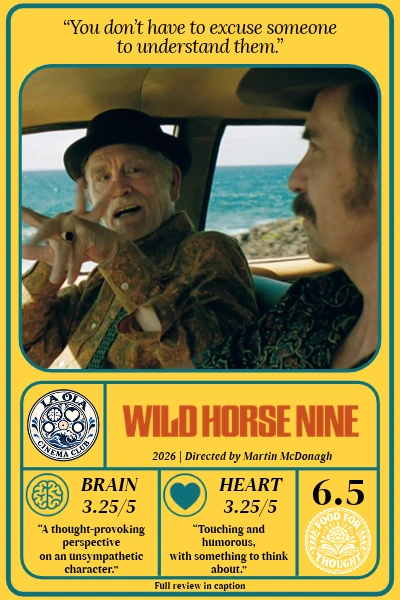 “You don’t have to excuse someone
to understand them.”
LA OLA
CINEMA CLUB
WILD HORSE NINE
2026 | Directed by Martin McDonagh
BRAIN
3.25/5
"A thought-provoking
perspective
on an unsympathetic
character."
HEART
3.25/5
"Touching and
humorous,
with something to think
about."
6.5
FOOD FOR
THOUGHT
Full review in caption